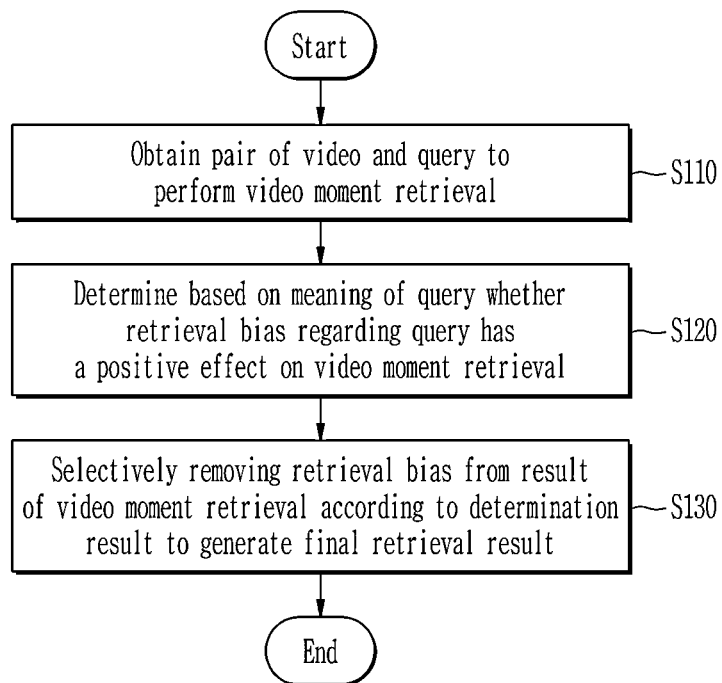 Start
Obtain pair of video and query to
perform video moment retrieval
S110
Determine based on meaning of query whether
retrieval bias regarding query has
a positive effect on video moment retrieval
S120
Selectively removing retrieval bias from result
of video moment retrieval according to determination
result to generate final retrieval result
S130
End